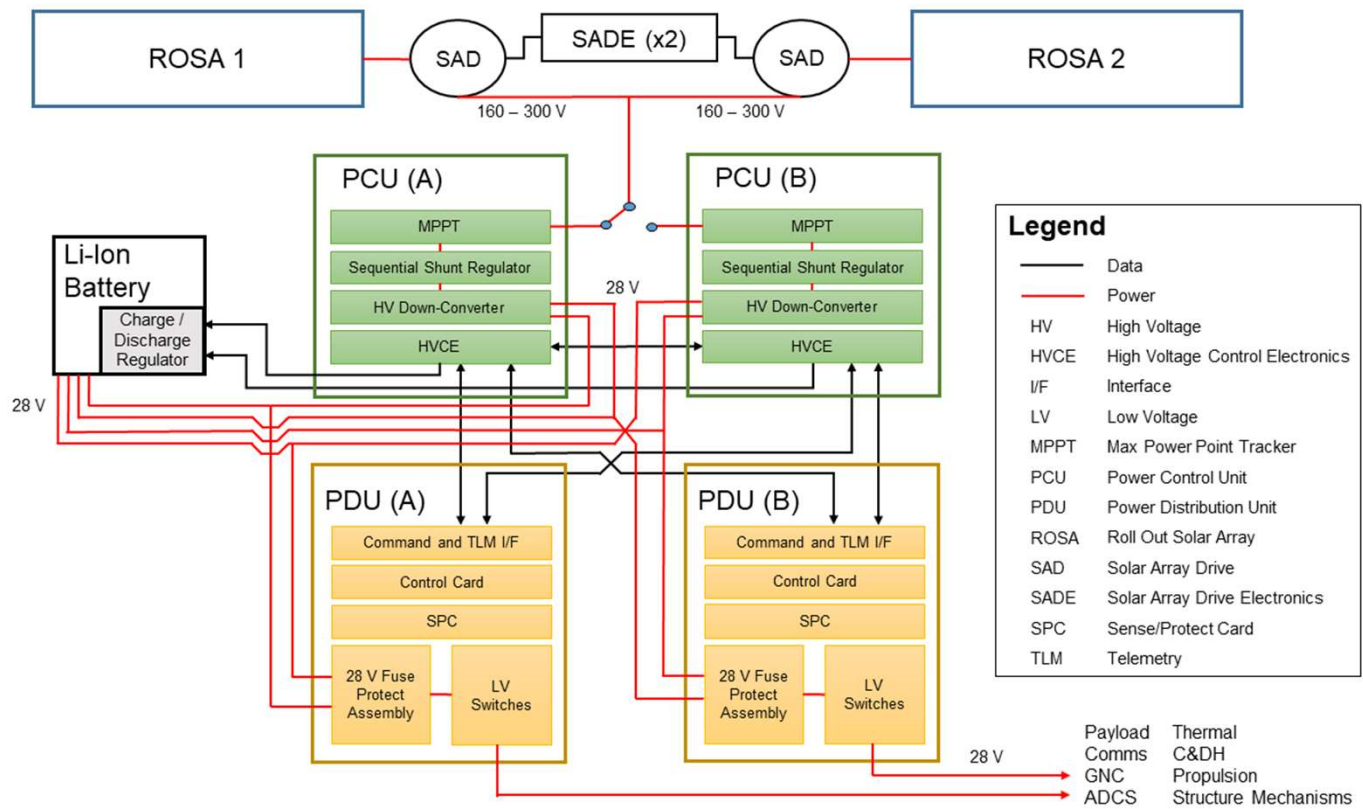 ROSA 1
SAD
SADE (x2)
SAD
ROSA 2
160 – 300 V
160 – 300 V
PCU (A)
MPPT
Sequential Shunt Regulator
HV Down-Converter
HVCE
28 V
PCU (B)
MPPT
Sequential Shunt Regulator
HV Down-Converter
HVCE
Li-Ion
Battery
Charge /
Discharge
Regulator
28 V
PDU (A)
Command and TLM I/F
Control Card
SPC
28 V Fuse
Protect
Assembly
LV
Switches
PDU (B)
Command and TLM I/F
Control Card
SPC
28 V Fuse
Protect
Assembly
LV
Switches
Legend
Data
Power
HV High Voltage
HVCE High Voltage Control Electronics
I/F Interface
LV Low Voltage
MPPT Max Power Point Tracker
PCU Power Control Unit
PDU Power Distribution Unit
ROSA Roll Out Solar Array
SAD Solar Array Drive
SADE Solar Array Drive Electronics
SPC Sense/Protect Card
TLM Telemetry
28 V
Payload Thermal
Comms C&DH
GNC Propulsion
ADCS Structure Mechanisms